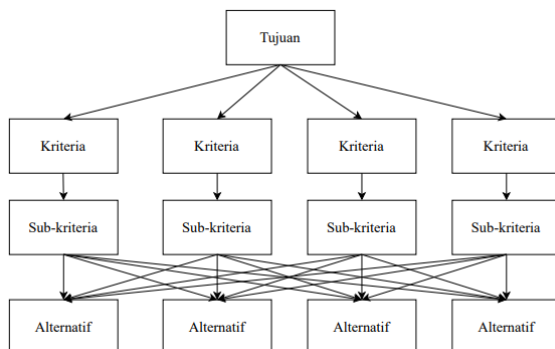 Tujuan
Kriteria
Kriteria
Kriteria
Kriteria
Sub-kriteria
Sub-kriteria
Sub-kriteria
Sub-kriteria
Alternatif
Alternatif
Alternatif
Alternatif